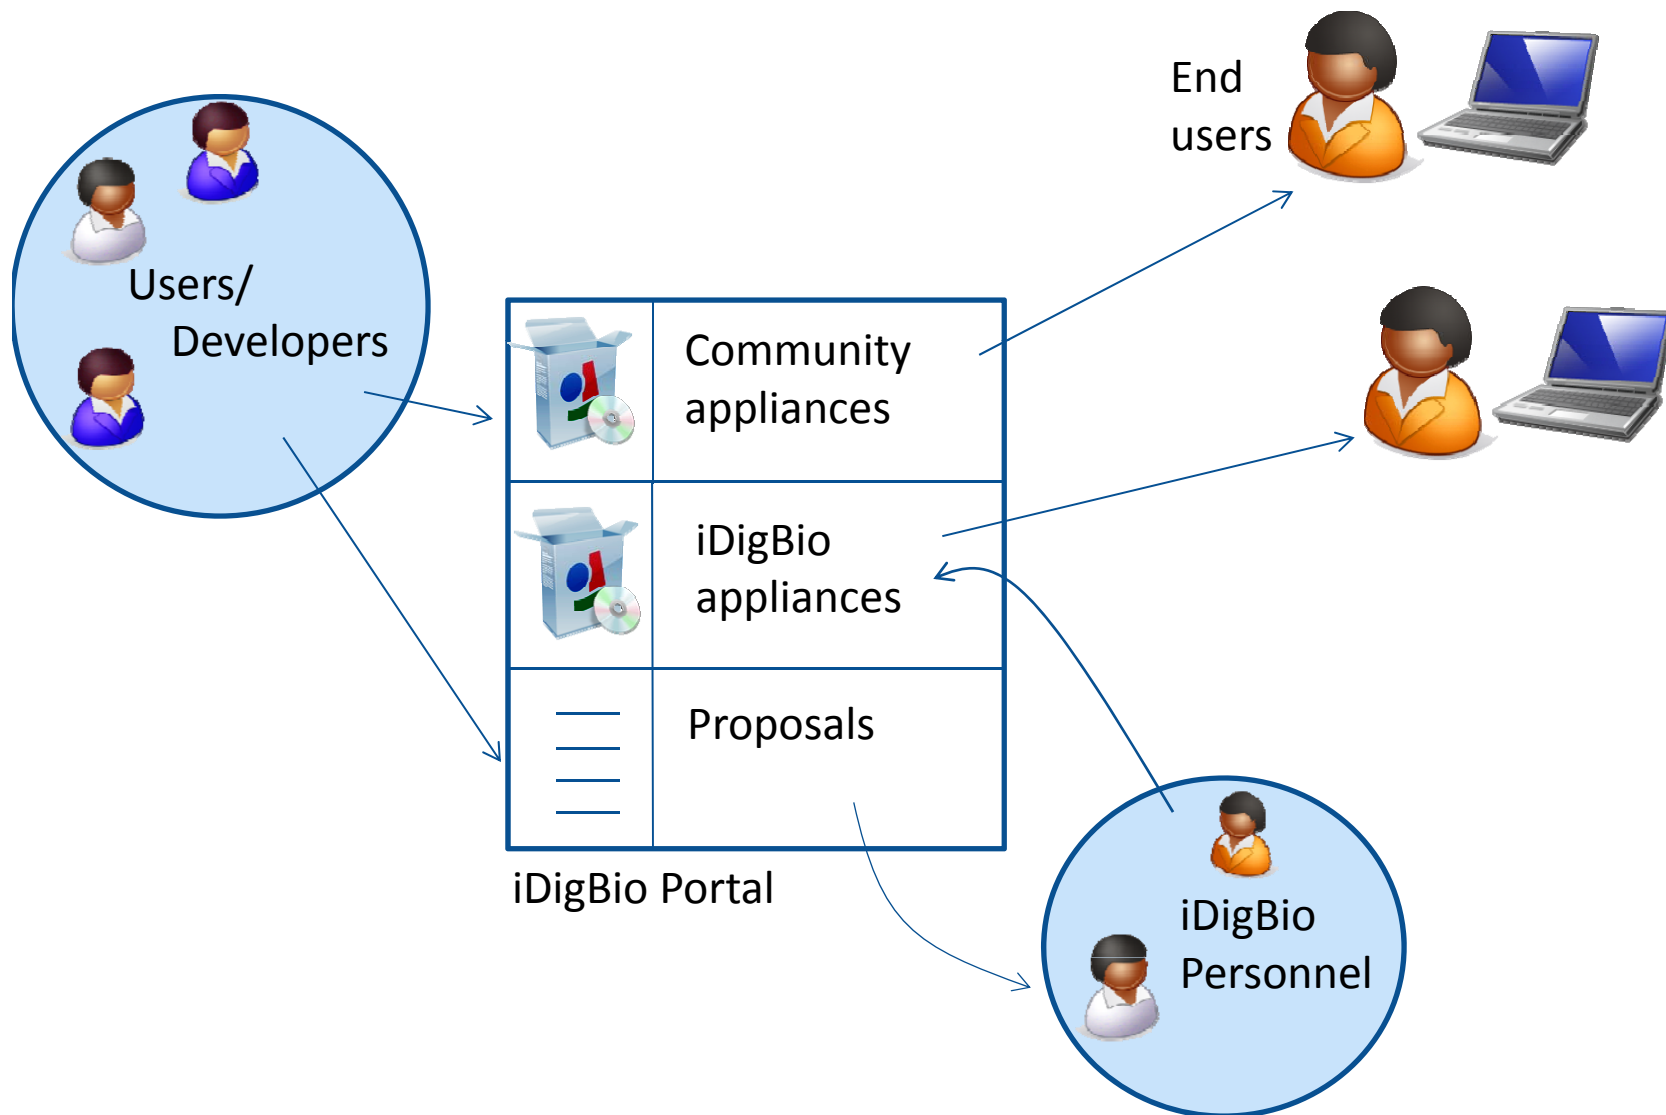 End
users
Users/
Developers
Community
appliances
iDigBio
appliances
Proposals
iDigBio Portal
iDigBio
Personnel